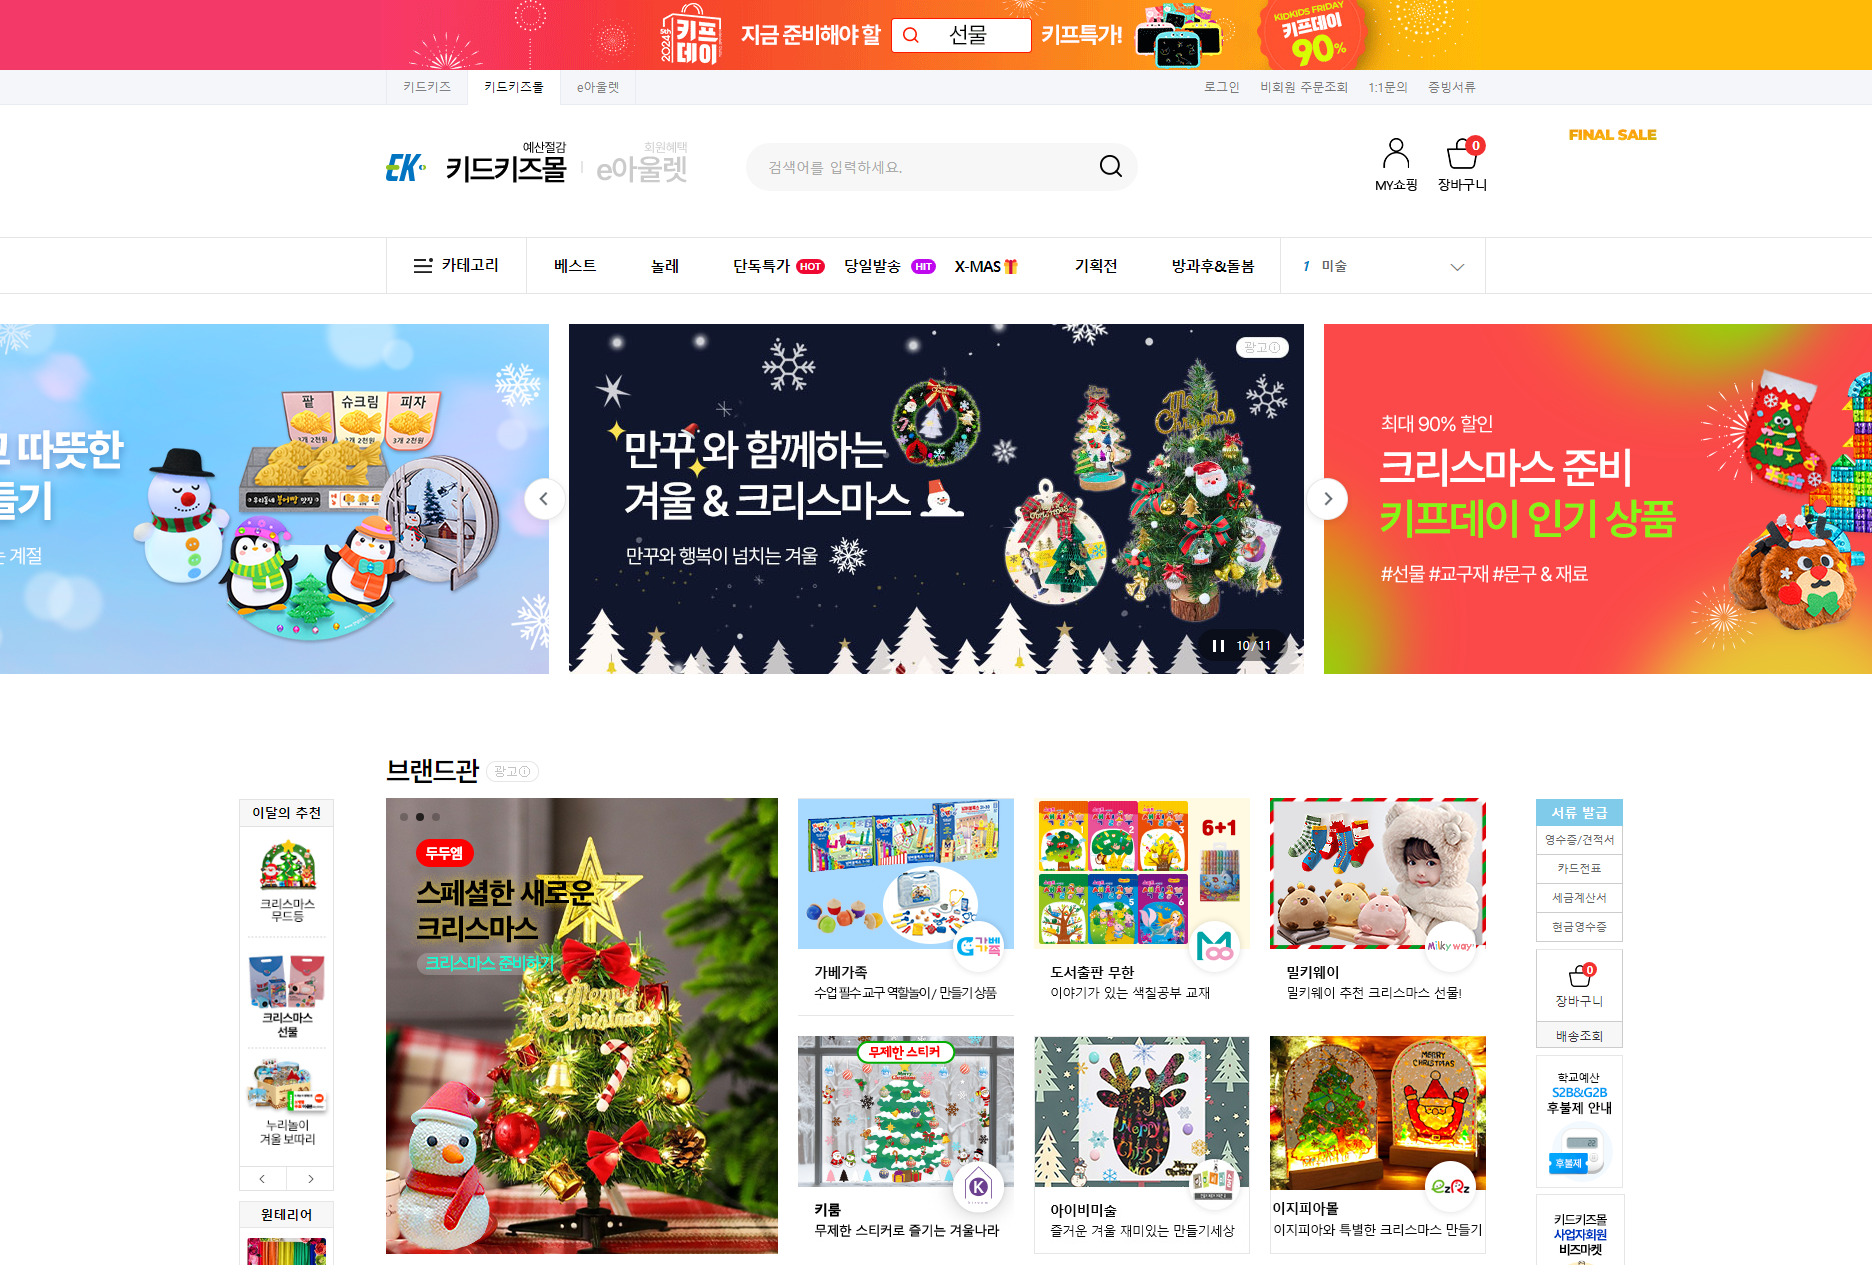 5th 2024 키프데이
지금 준비해야 할
선물
키프특가!
KIDKIDS FRIDAY
키프데이
90%
키드키즈
키드키즈몰
e아울렛
로그인
비회원 주문조회
1:1문의
증빙서류
EK
예산절감
키드키즈몰
회원혜택
e아울렛
검색어를 입력하세요.
MY쇼핑
0
장바구니
FINAL SALE
카테고리
베스트
놀레
단독특가 HOT
당일발송 HIT
X-MAS
기획전
방과후&돌봄
1 미술
고 따뜻한
들기
는 계절
팥
슈크림
피자
3개 2천원
3개 2천원
3개 2천원
광고
만꾸와 함께하는
겨울 & 크리스마스
만꾸와 행복이 넘치는 겨울
Merry Christmas
10/11
최대 90% 할인
크리스마스 준비
키프데이 인기 상품
#선물 #교구재 #문구 & 재료
브랜드관
광고
이달의 추천
크리스마스
무드등
크리스마스
선물
누리놀이
겨울 보따리
원테리어
두두엠
스페셜한 새로운
크리스마스
크리스마스 준비하기
Merry Christmas
가베가족
가베가족
수업 필수 교구 역할놀이/ 만들기 상품
6+1
2
3
4
5
6
도서출판 무한
이야기가 있는 색칠공부 교재
Milky way
밀키웨이
밀키웨이 추천 크리스마스 선물!
무제한 스티커
K
키룸
무제한 스티커로 즐기는 겨울나라
아이비미술
즐거운 겨울 재미있는 만들기세상
MERRY CHRISTMAS
EzPz
이지피아몰
이지피아와 특별한 크리스마스 만들기
서류 발급
영수증/견적서
카드전표
세금계산서
현금영수증
0
장바구니
배송조회
학교예산
S2B&G2B
후불제 안내
후불제
키드키즈몰
사업자회원
비즈마켓